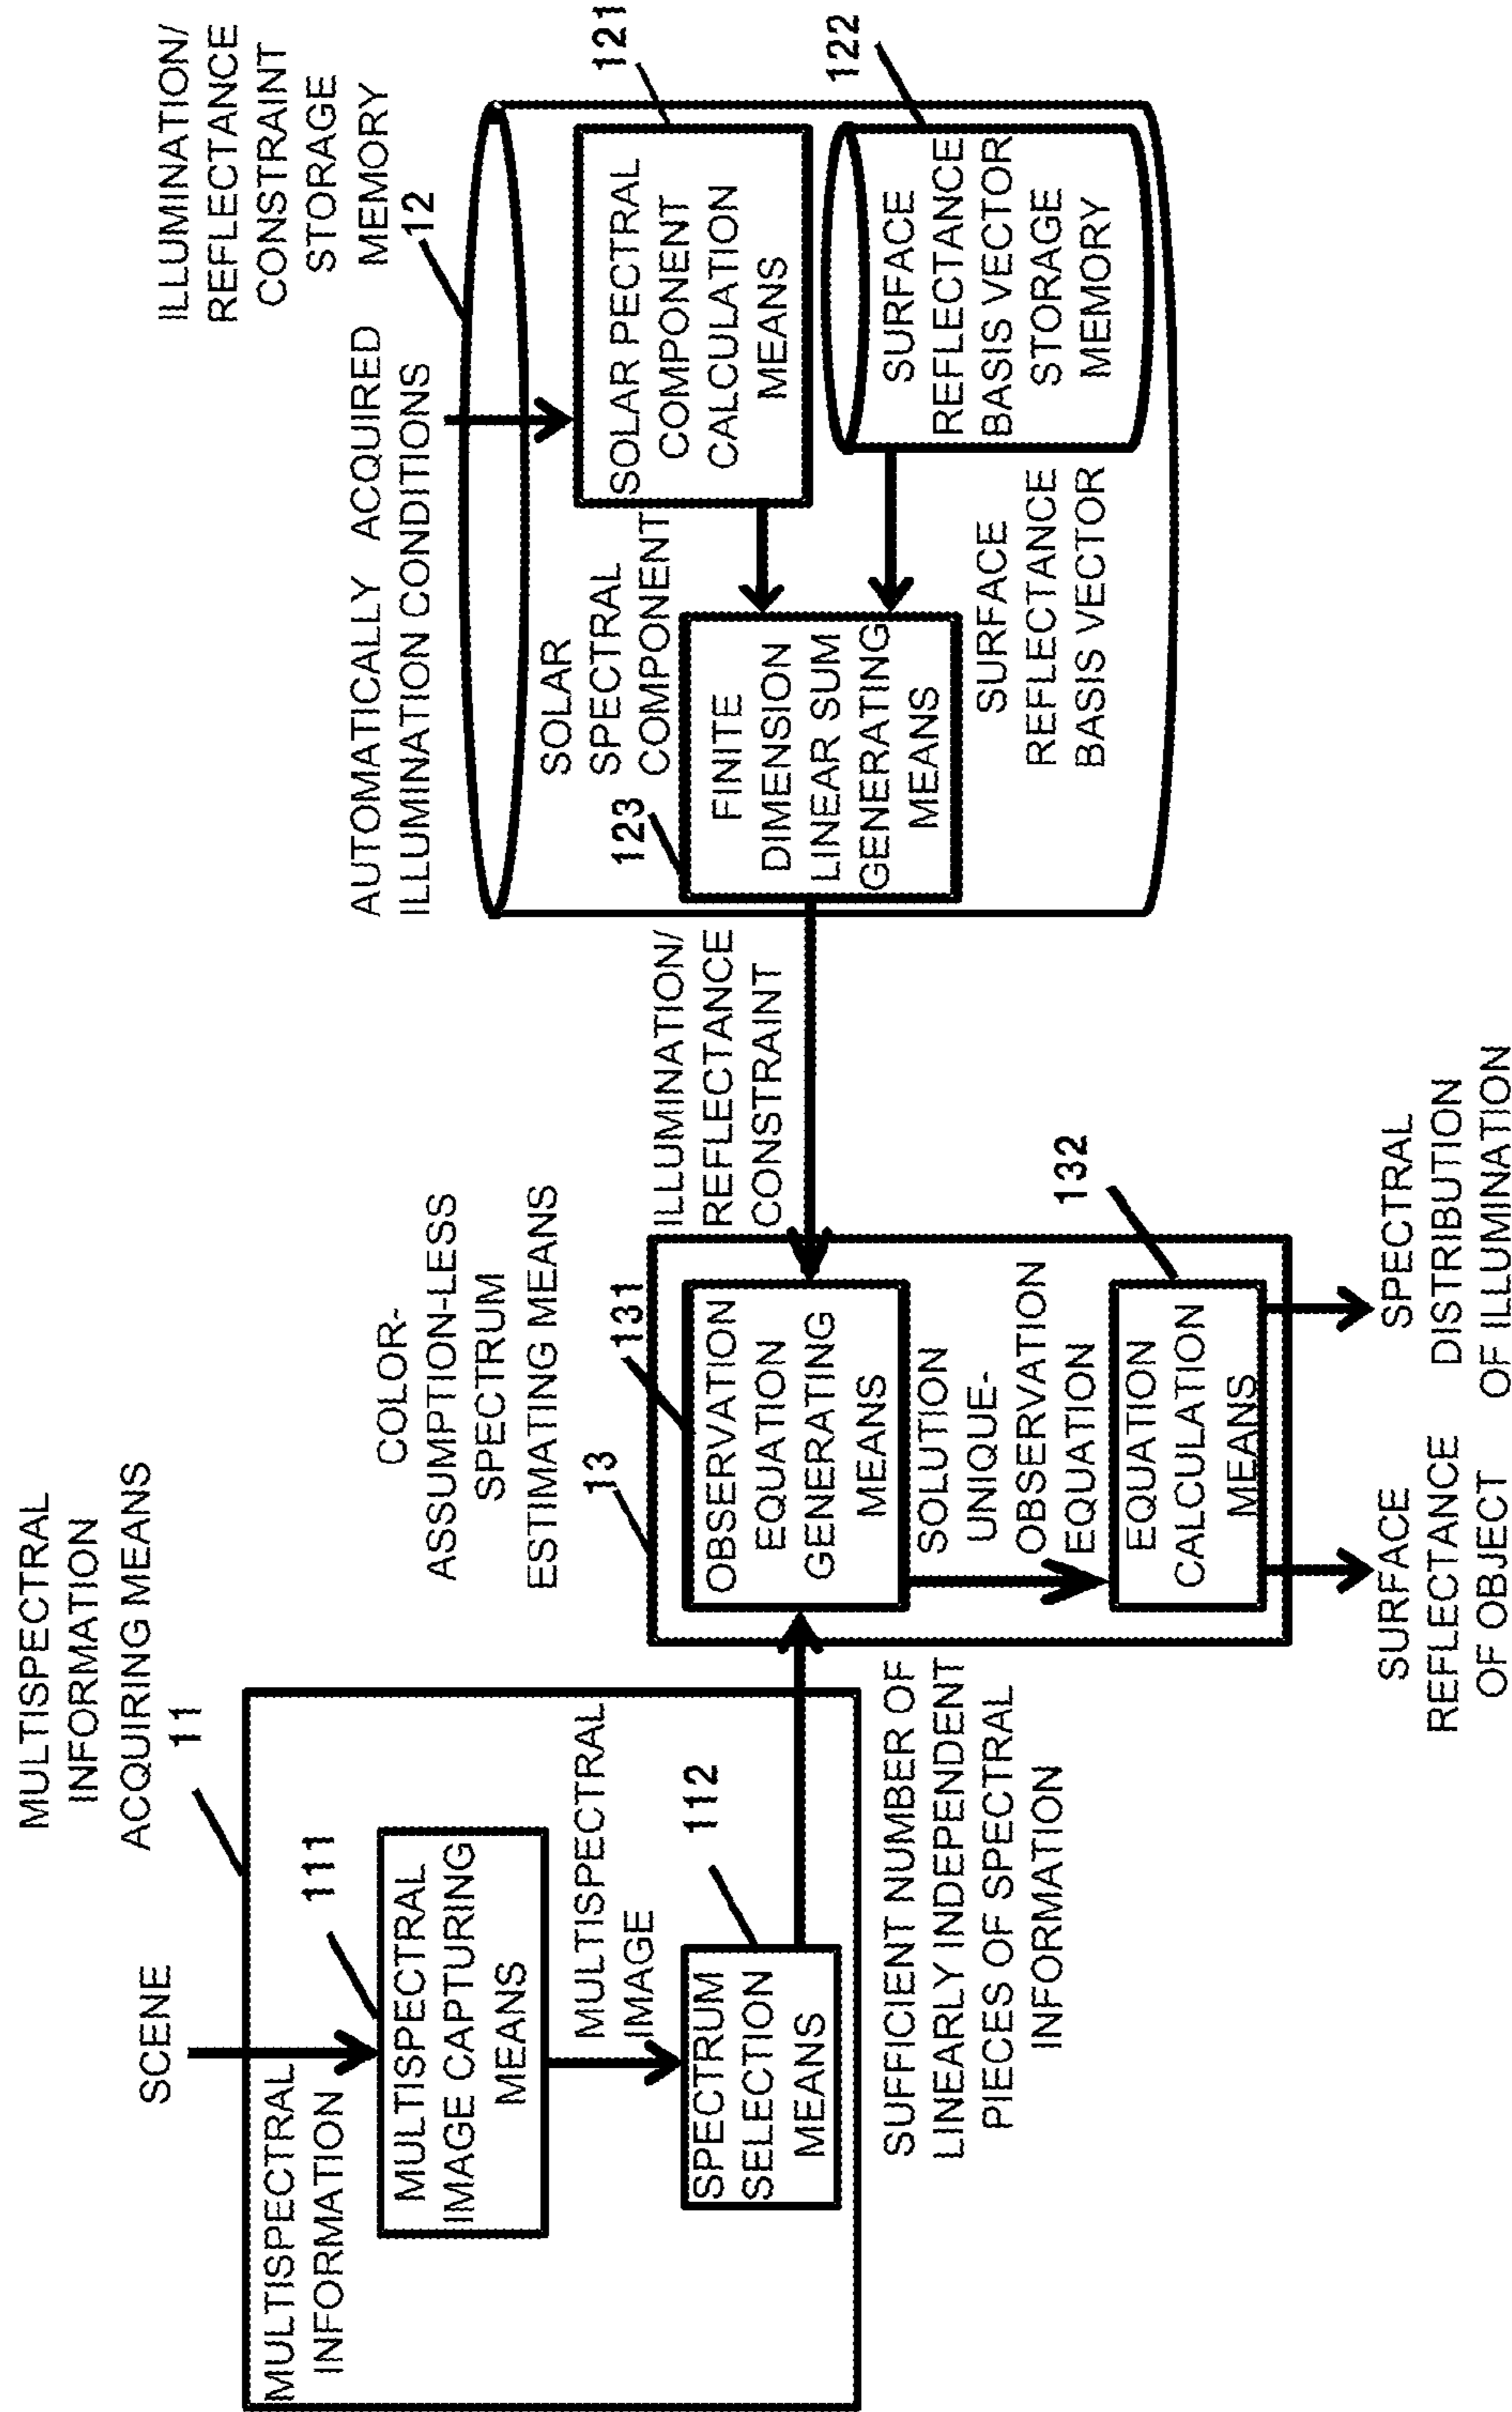 MULTISPECTRAL
INFORMATION
ACQUIRING MEANS
11
SCENE
MULTISPECTRAL
INFORMATION
111
MULTISPECTRAL
IMAGE CAPTURING
MEANS
MULTISPECTRAL
IMAGE
112
SPECTRUM
SELECTION
MEANS
SUFFICIENT NUMBER OF
LINEARLY INDEPENDENT
PIECES OF SPECTRAL
INFORMATION
COLOR-
ASSUMPTION-LESS
SPECTRUM
ESTIMATING MEANS
13
131
OBSERVATION
EQUATION
GENERATING
MEANS
SOLUTION
UNIQUE-
OBSERVATION
EQUATION
132
EQUATION
CALCULATION
MEANS
SURFACE
REFLECTANCE
OF OBJECT
SPECTRAL
DISTRIBUTION
OF ILLUMINATION
ILLUMINATION/
REFLECTANCE
CONSTRAINT
ILLUMINATION/
REFLECTANCE
CONSTRAINT
STORAGE
MEMORY
12
AUTOMATICALLY ACQUIRED
ILLUMINATION CONDITIONS
121
SOLAR SPECTRAL
COMPONENT
CALCULATION
MEANS
SOLAR
SPECTRAL
COMPONENT
122
SURFACE
REFLECTANCE
BASIS VECTOR
STORAGE
MEMORY
123
FINITE
DIMENSION
LINEAR SUM
GENERATING
MEANS
SURFACE
REFLECTANCE
BASIS VECTOR